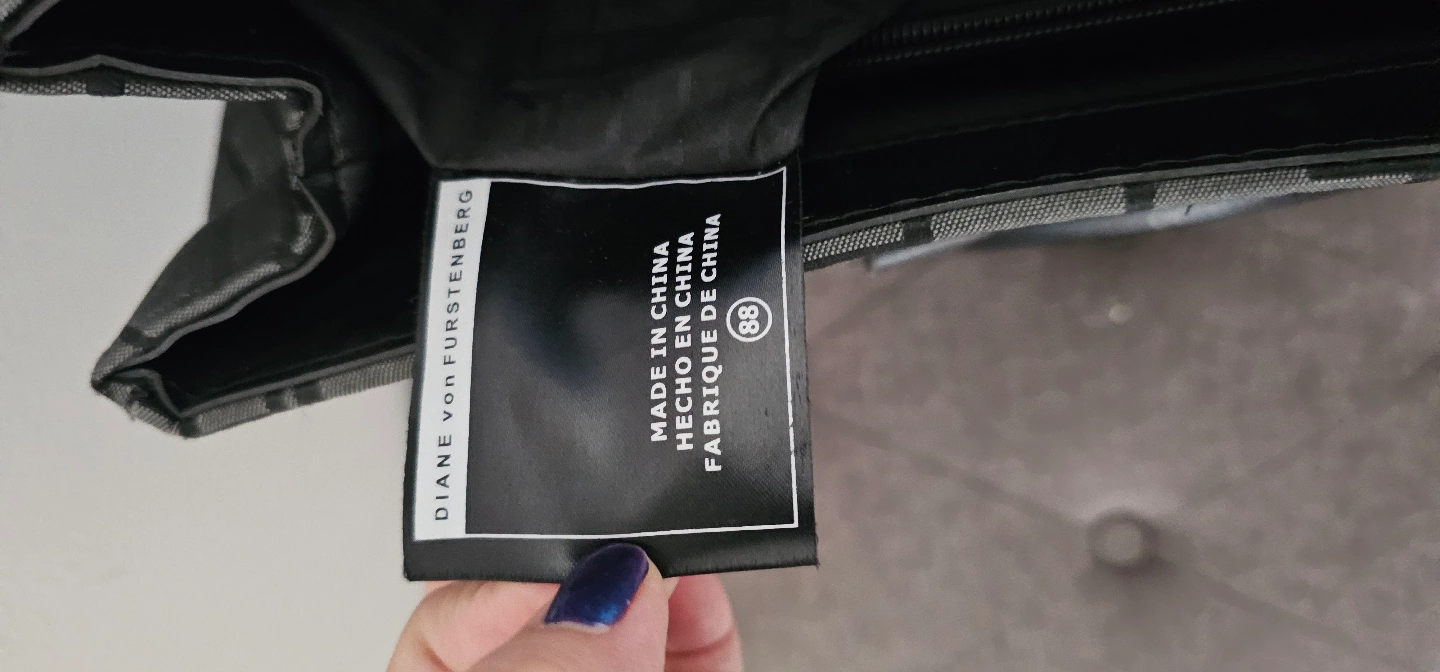 DIANE von FURSTENBERG
MADE IN CHINA
HECHO EN CHINA
FABRIQUE DE CHINA
88